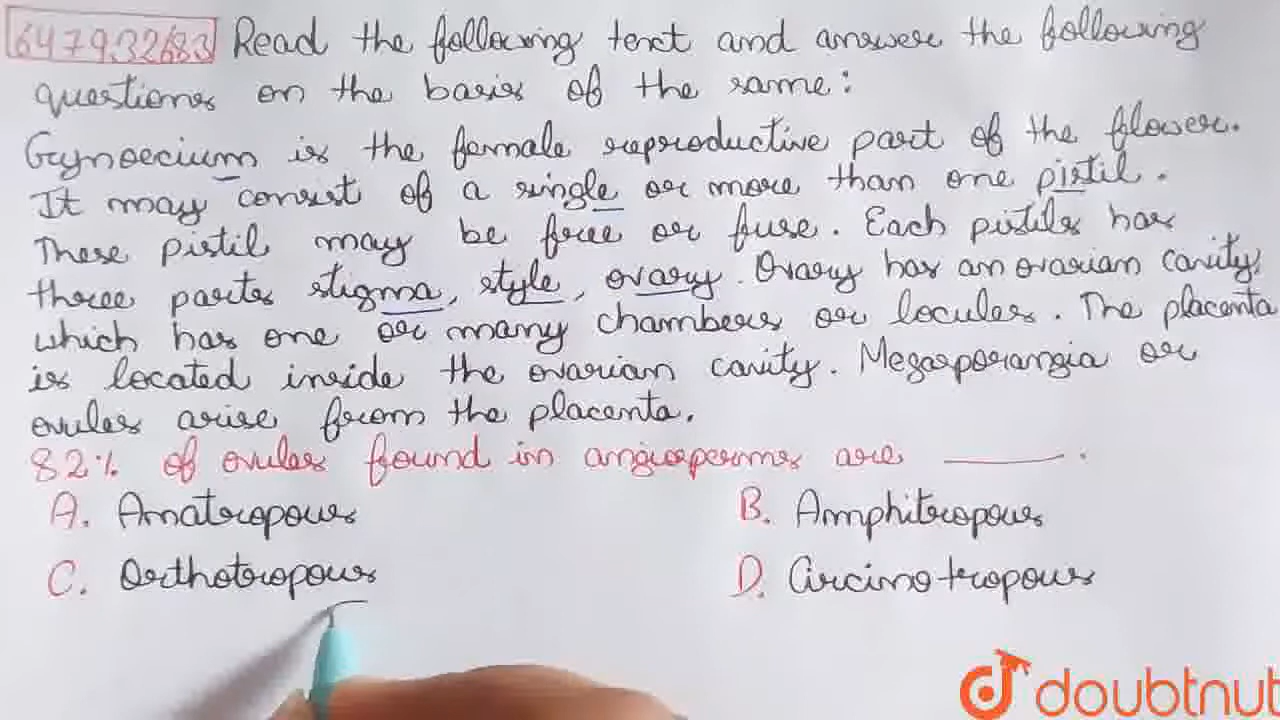 647932683 Read the following text and answer the following
questions on the basis of the same:
Gynoecium is the female reproductive part of the flower.
It may consist of a single or more than one pistil.
These pistil may be free or fuse. Each pistils has
three parts stigma, style, ovary. Ovary has an ovarian cavity,
which has one or many chambers or locules. The placenta
is located inside the ovarian cavity. Megasporangia or
ovules arise from the placenta.
82% of ovules found in angiosperms are ______.
A. Anatropous B. Amphitropous
C. Orthotropous D. Circinotropous
doubtnut